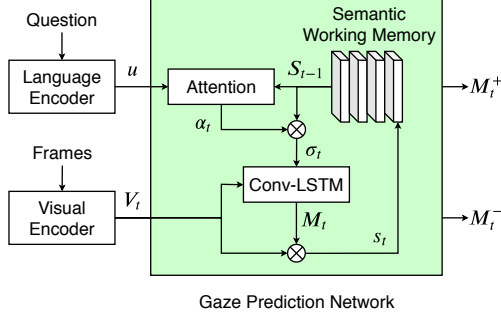 Question
Language
Encoder
u
Attention
S_{t-1}
Semantic
Working Memory
M_t^+
α_t
σ_t
Frames
Visual
Encoder
V_t
Conv-LSTM
M_t
s_t
M_t^-
Gaze Prediction Network